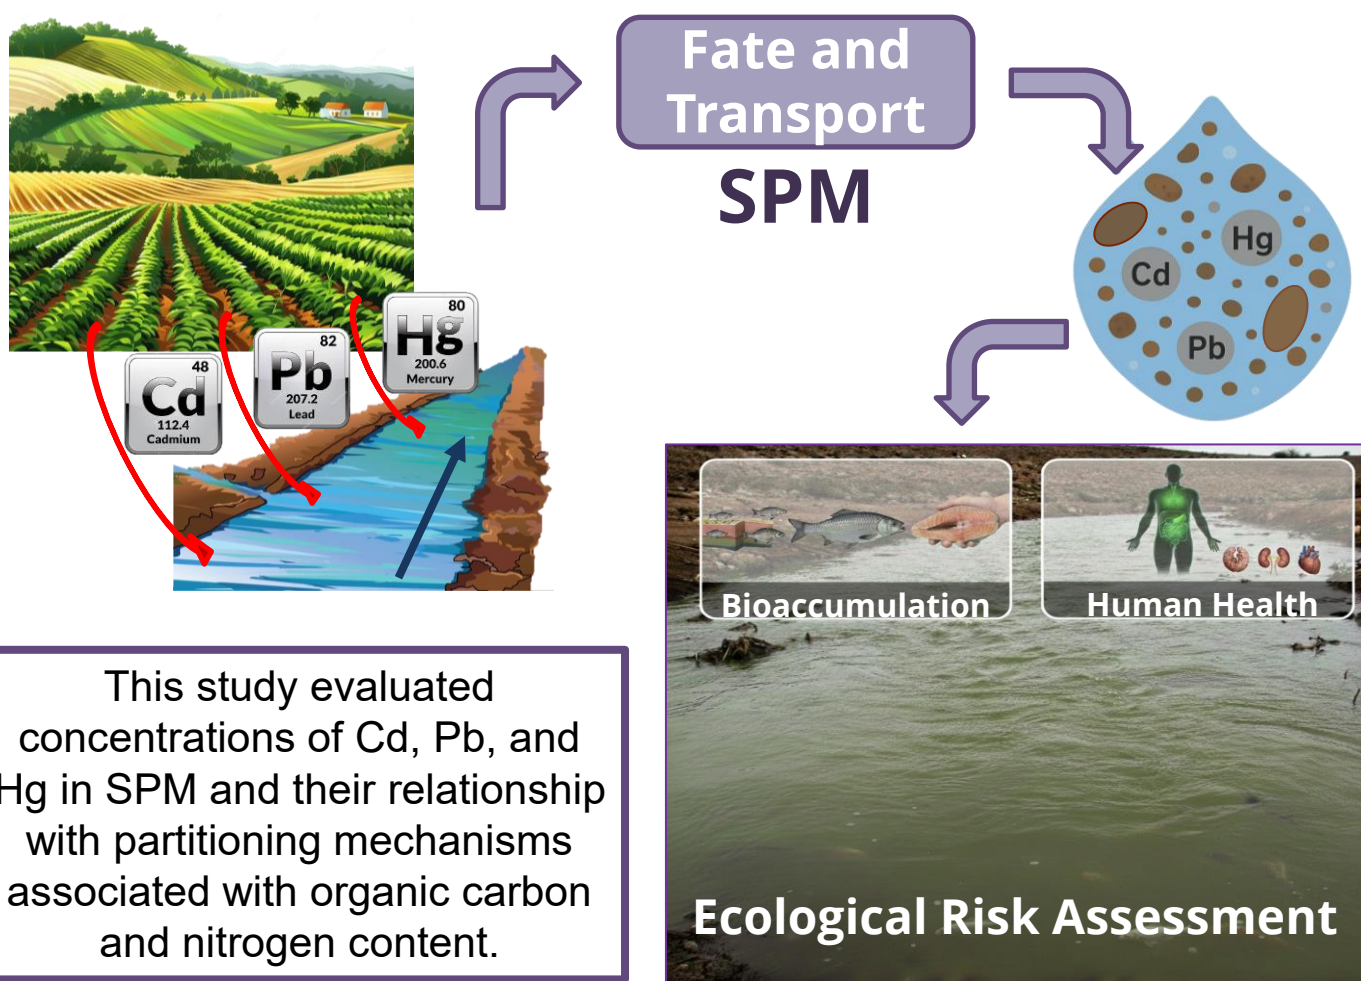 Fate and
Transport
SPM
80
Hg
200.6
Mercury
82
Pb
207.2
Lead
48
Cd
112.4
Cadmium
Hg
Cd
Pb
Bioaccumulation
Human Health
Ecological Risk Assessment
This study evaluated
concentrations of Cd, Pb, and
Hg in SPM and their relationship
with partitioning mechanisms
associated with organic carbon
and nitrogen content.